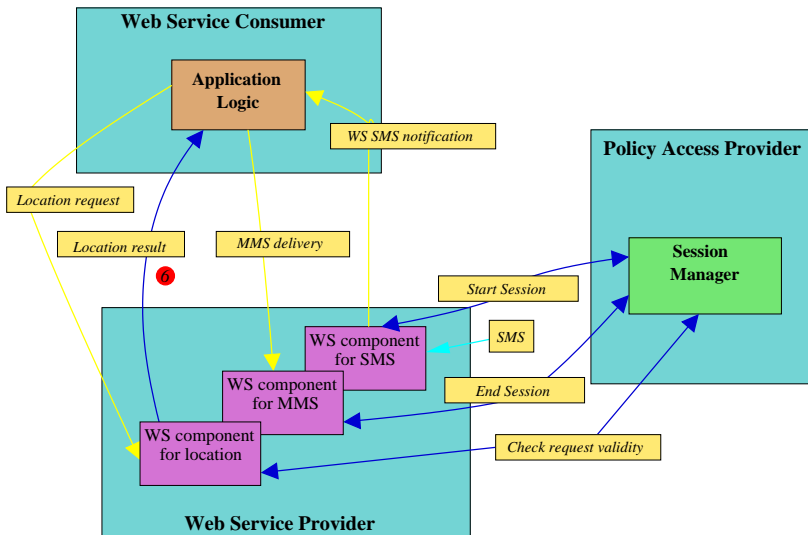 Web Service Consumer
Application
Logic
WS SMS notification
Policy Access Provider
Location request
Location result
MMS delivery
6
Session
Manager
Start Session
SMS
WS component
for SMS
WS component
for MMS
End Session
WS component
for location
Check request validity
Web Service Provider